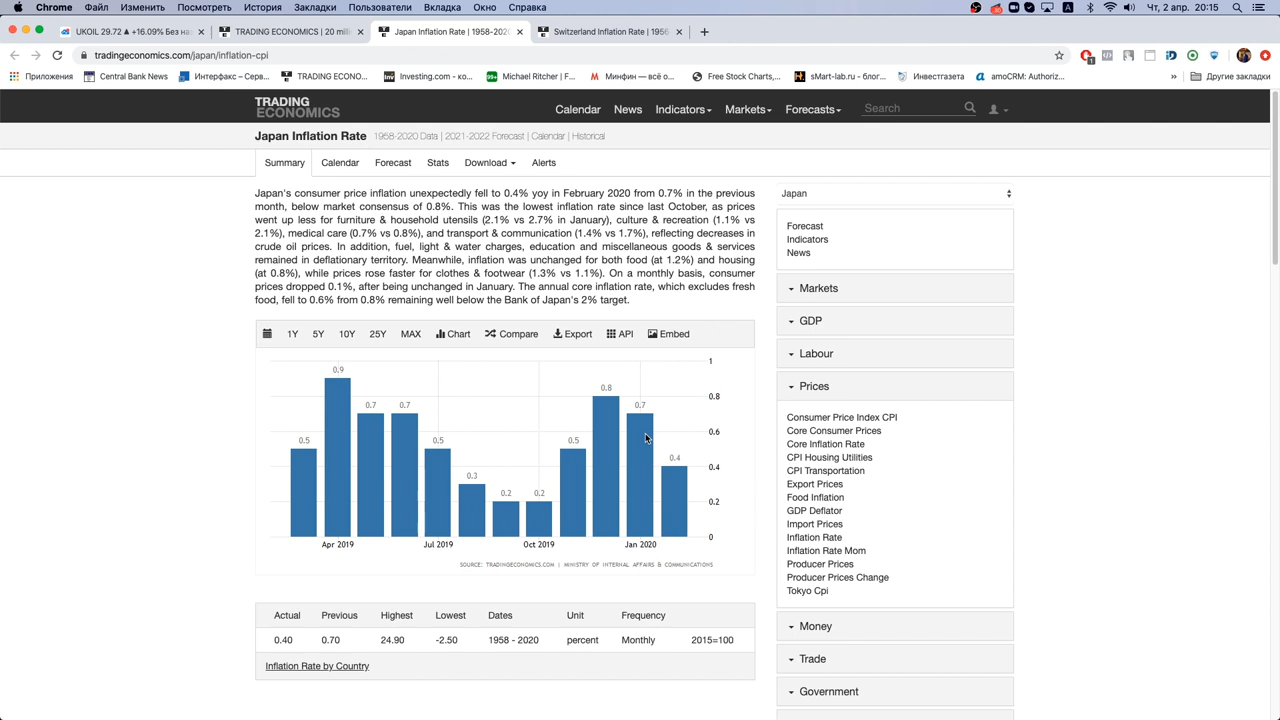 Chrome Файл Изменить Посмотреть История Закладки Пользователи Вкладка Окно Справка Чт, 2 апр. 20:15
UKOIL 29.72 ▲ +16.09% Без на TRADING ECONOMICS | 20 mil Japan Inflation Rate | 1958-202 Switzerland Inflation Rate | 1956
tradingeconomics.com/japan/inflation-cpi
Приложения Central Bank News Интерфакс – Серв... TRADING ECONO... Investing.com - ко... Michael Ritcher | F... Минфин — всё о... Free Stock Charts,... sMart-lab.ru - блог... Инвестгазета amoCRM: Authoriz... » Другие закладки
TRADING
ECONOMICS
Calendar News Indicators Markets Forecasts Search
Japan Inflation Rate 1958-2020 Data | 2021-2022 Forecast | Calendar | Historical
Summary Calendar Forecast Stats Download Alerts
Japan's consumer price inflation unexpectedly fell to 0.4% yoy in February 2020 from 0.7% in the previous
month, below market consensus of 0.8%. This was the lowest inflation rate since last October, as prices
went up less for furniture & household utensils (2.1% vs 2.7% in January), culture & recreation (1.1% vs
2.1%), medical care (0.7% vs 0.8%), and transport & communication (1.4% vs 1.7%), reflecting decreases in
crude oil prices. In addition, fuel, light & water charges, education and miscellaneous goods & services
remained in deflationary territory. Meanwhile, inflation was unchanged for both food (at 1.2%) and housing
(at 0.8%), while prices rose faster for clothes & footwear (1.3% vs 1.1%). On a monthly basis, consumer
prices dropped 0.1%, after being unchanged in January. The annual core inflation rate, which excludes fresh
food, fell to 0.6% from 0.8% remaining well below the Bank of Japan's 2% target.
1Y 5Y 10Y 25Y MAX Chart Compare Export API Embed
1
0.8
0.6
0.4
0.2
0
0.5 0.9 0.7 0.7 0.5 0.3 0.2 0.2 0.5 0.8 0.7 0.4
Apr 2019 Jul 2019 Oct 2019 Jan 2020
SOURCE: TRADINGECONOMICS.COM | MINISTRY OF INTERNAL AFFAIRS & COMMUNICATIONS
Actual Previous Highest Lowest Dates Unit Frequency
0.40 0.70 24.90 -2.50 1958 - 2020 percent Monthly 2015=100
Inflation Rate by Country
Japan
Forecast
Indicators
News
Markets
GDP
Labour
Prices
Consumer Price Index CPI
Core Consumer Prices
Core Inflation Rate
CPI Housing Utilities
CPI Transportation
Export Prices
Food Inflation
GDP Deflator
Import Prices
Inflation Rate
Inflation Rate Mom
Producer Prices
Producer Prices Change
Tokyo Cpi
Money
Trade
Government